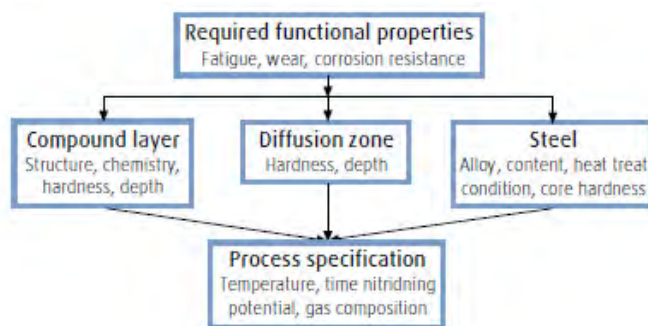 Required functional properties
Fatigue, wear, corrosion resistance
Compound layer
Structure, chemistry,
hardness, depth
Diffusion zone
Hardness, depth
Steel
Alloy, content, heat treat
condition, core hardness
Process specification
Temperature, time nitridning
potential, gas composition